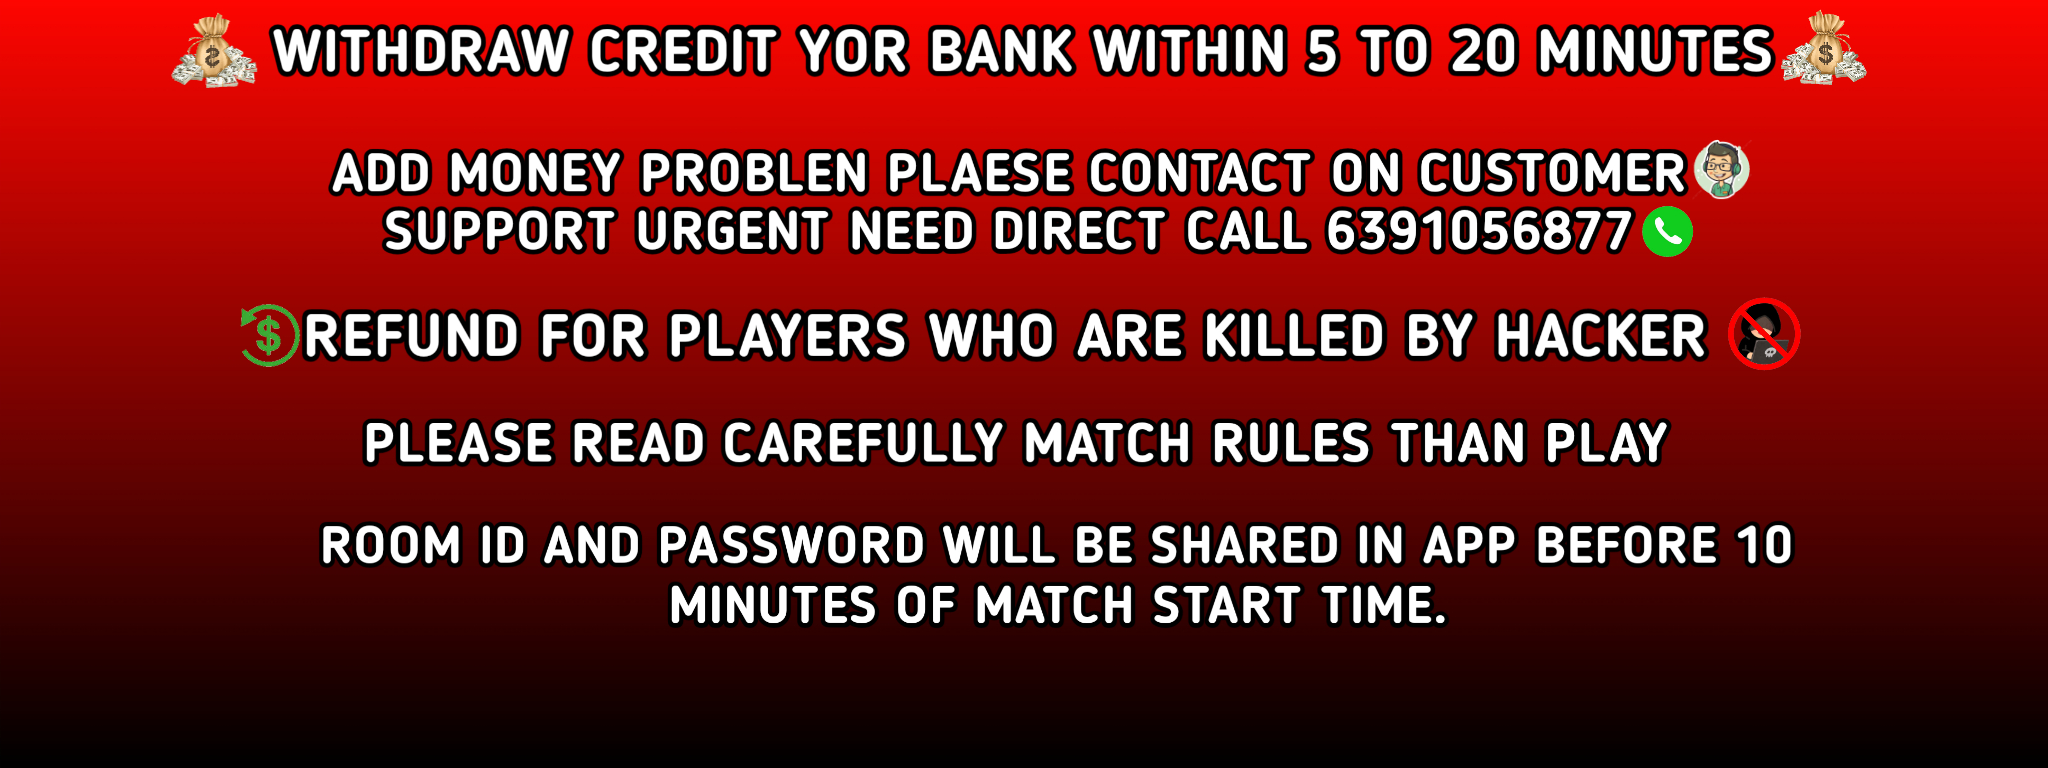 WITHDRAW CREDIT YOR BANK WITHIN 5 TO 20 MINUTES
ADD MONEY PROBLEN PLAESE CONTACT ON CUSTOMER
SUPPORT URGENT NEED DIRECT CALL 6391056877
REFUND FOR PLAYERS WHO ARE KILLED BY HACKER
PLEASE READ CAREFULLY MATCH RULES THAN PLAY
ROOM ID AND PASSWORD WILL BE SHARED IN APP BEFORE 10
MINUTES OF MATCH START TIME.